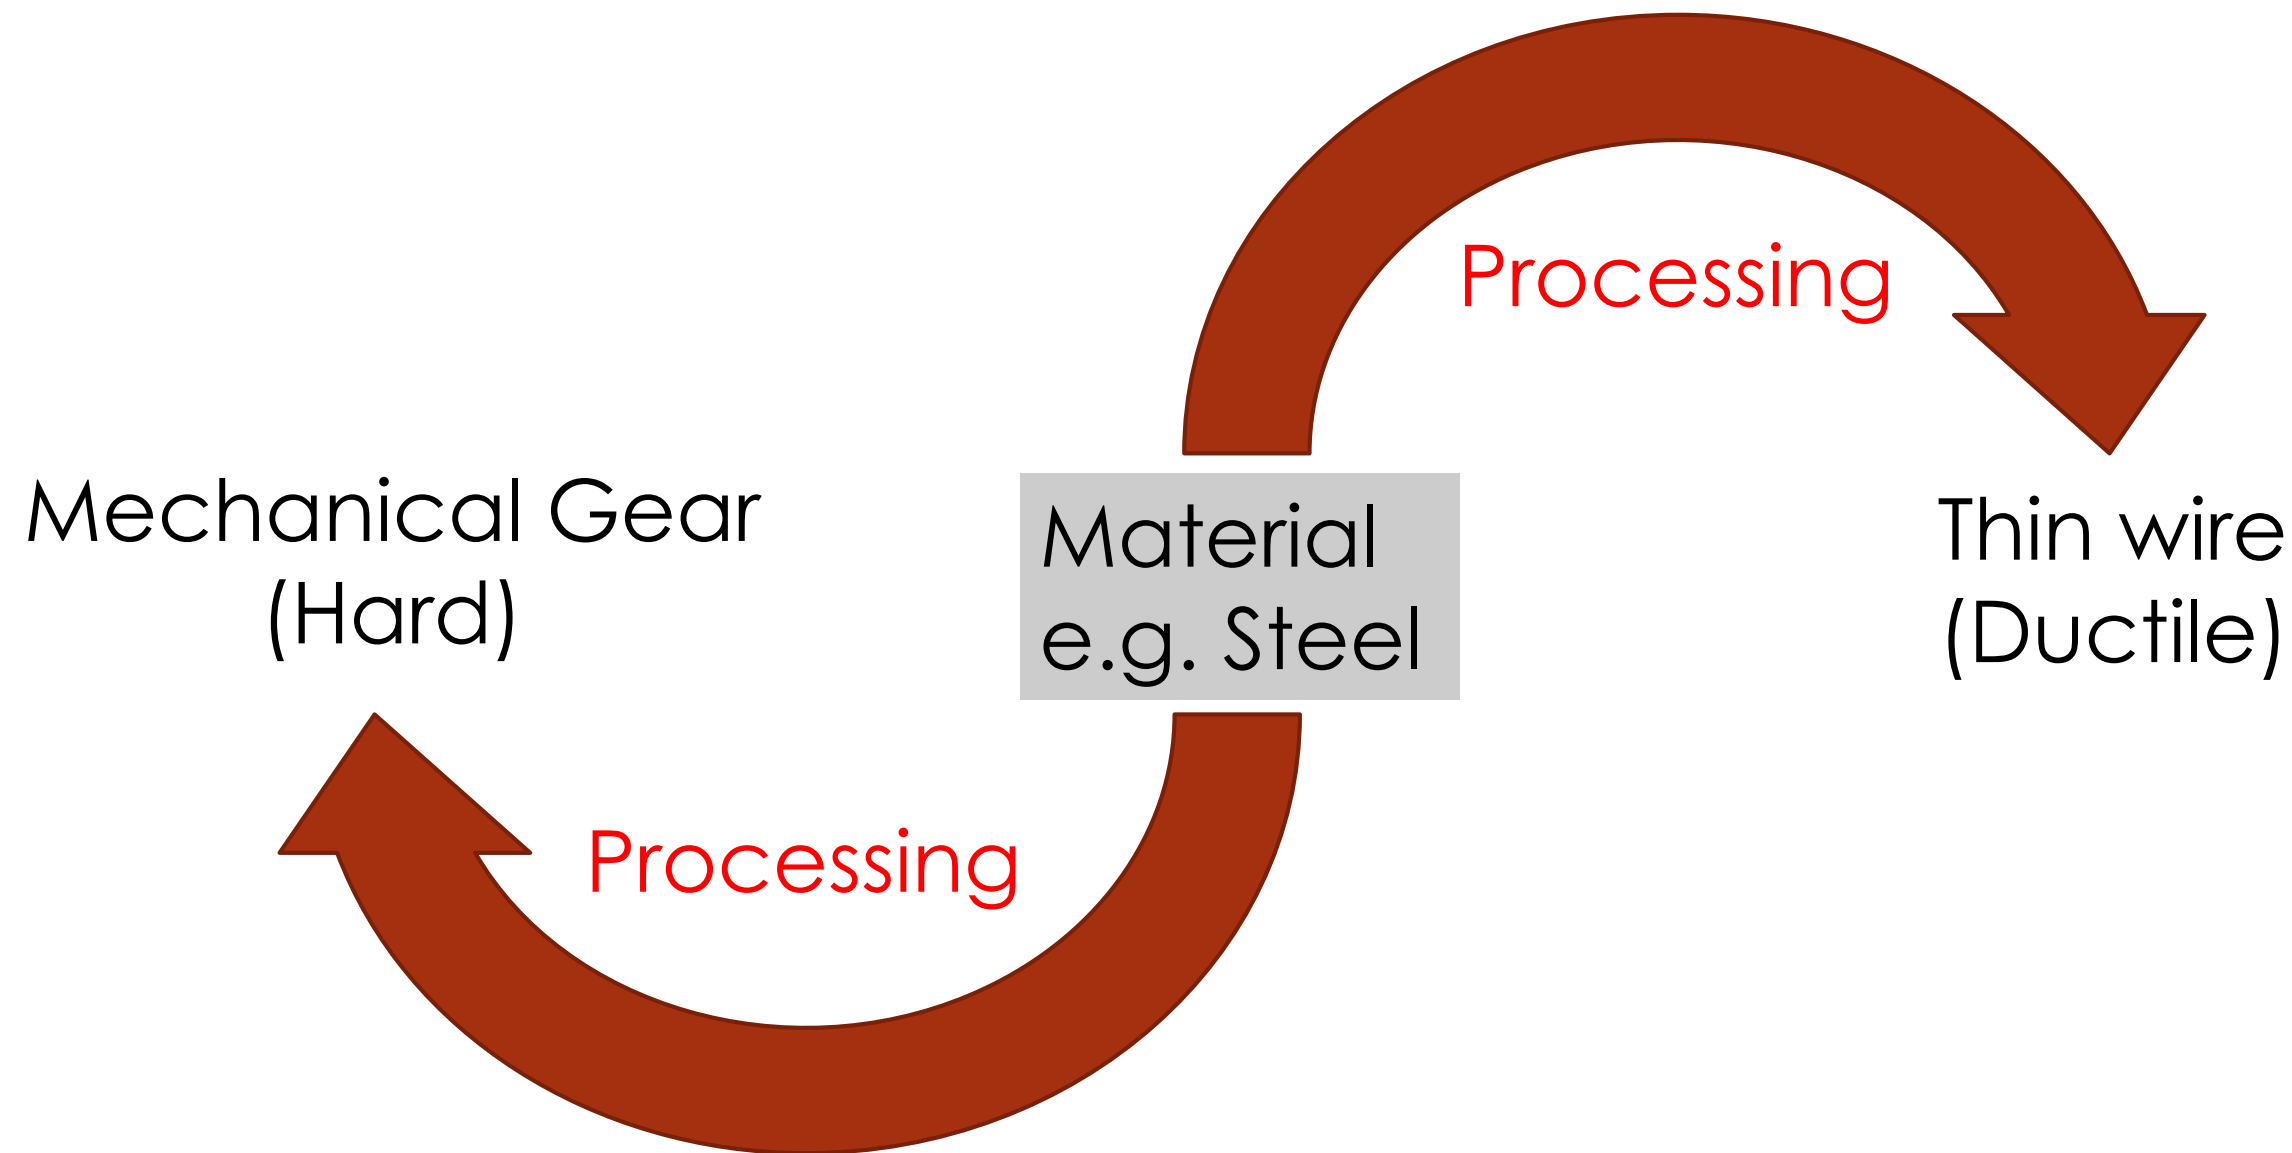 Processing
Mechanical Gear
(Hard)
Material
e.g. Steel
Thin wire
(Ductile)
Processing